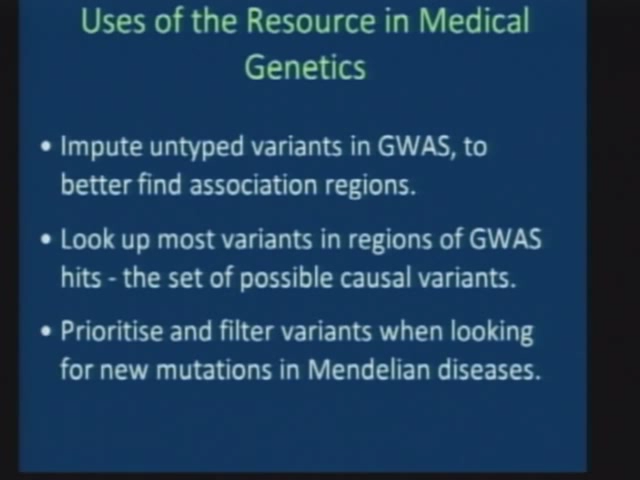 Uses of the Resource in Medical
Genetics
• Impute untyped variants in GWAS, to
better find association regions.
• Look up most variants in regions of GWAS
hits - the set of possible causal variants.
• Prioritise and filter variants when looking
for new mutations in Mendelian diseases.